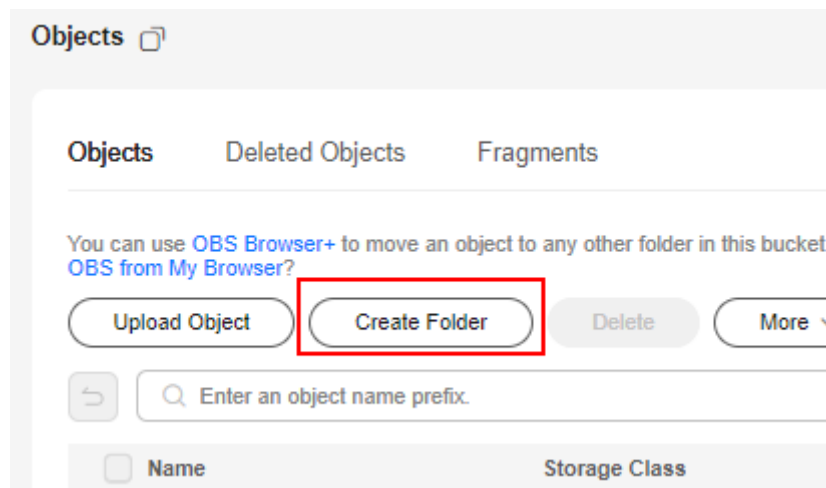 Objects
Objects Deleted Objects Fragments
You can use OBS Browser+ to move an object to any other folder in this bucket
OBS from My Browser?
Upload Object Create Folder Delete More
Enter an object name prefix.
Name Storage Class